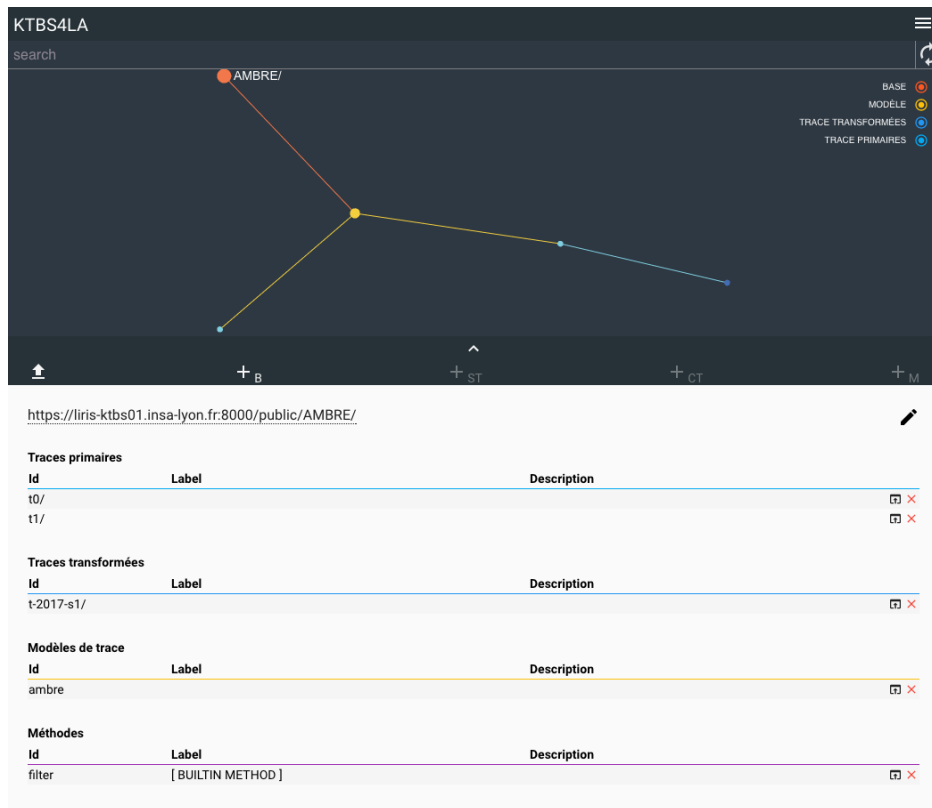 KTBS4LA
search
AMBRE/
BASE
MODÈLE
TRACE TRANSFORMÉES
TRACE PRIMAIRES
+ B + ST + CT + M
https://liris-ktbs01.insa-lyon.fr:8000/public/AMBRE/
Traces primaires
Id Label Description
t0/
t1/
Traces transformées
Id Label Description
t-2017-s1/
Modèles de trace
Id Label Description
ambre
Méthodes
Id Label Description
filter [ BUILTIN METHOD ]